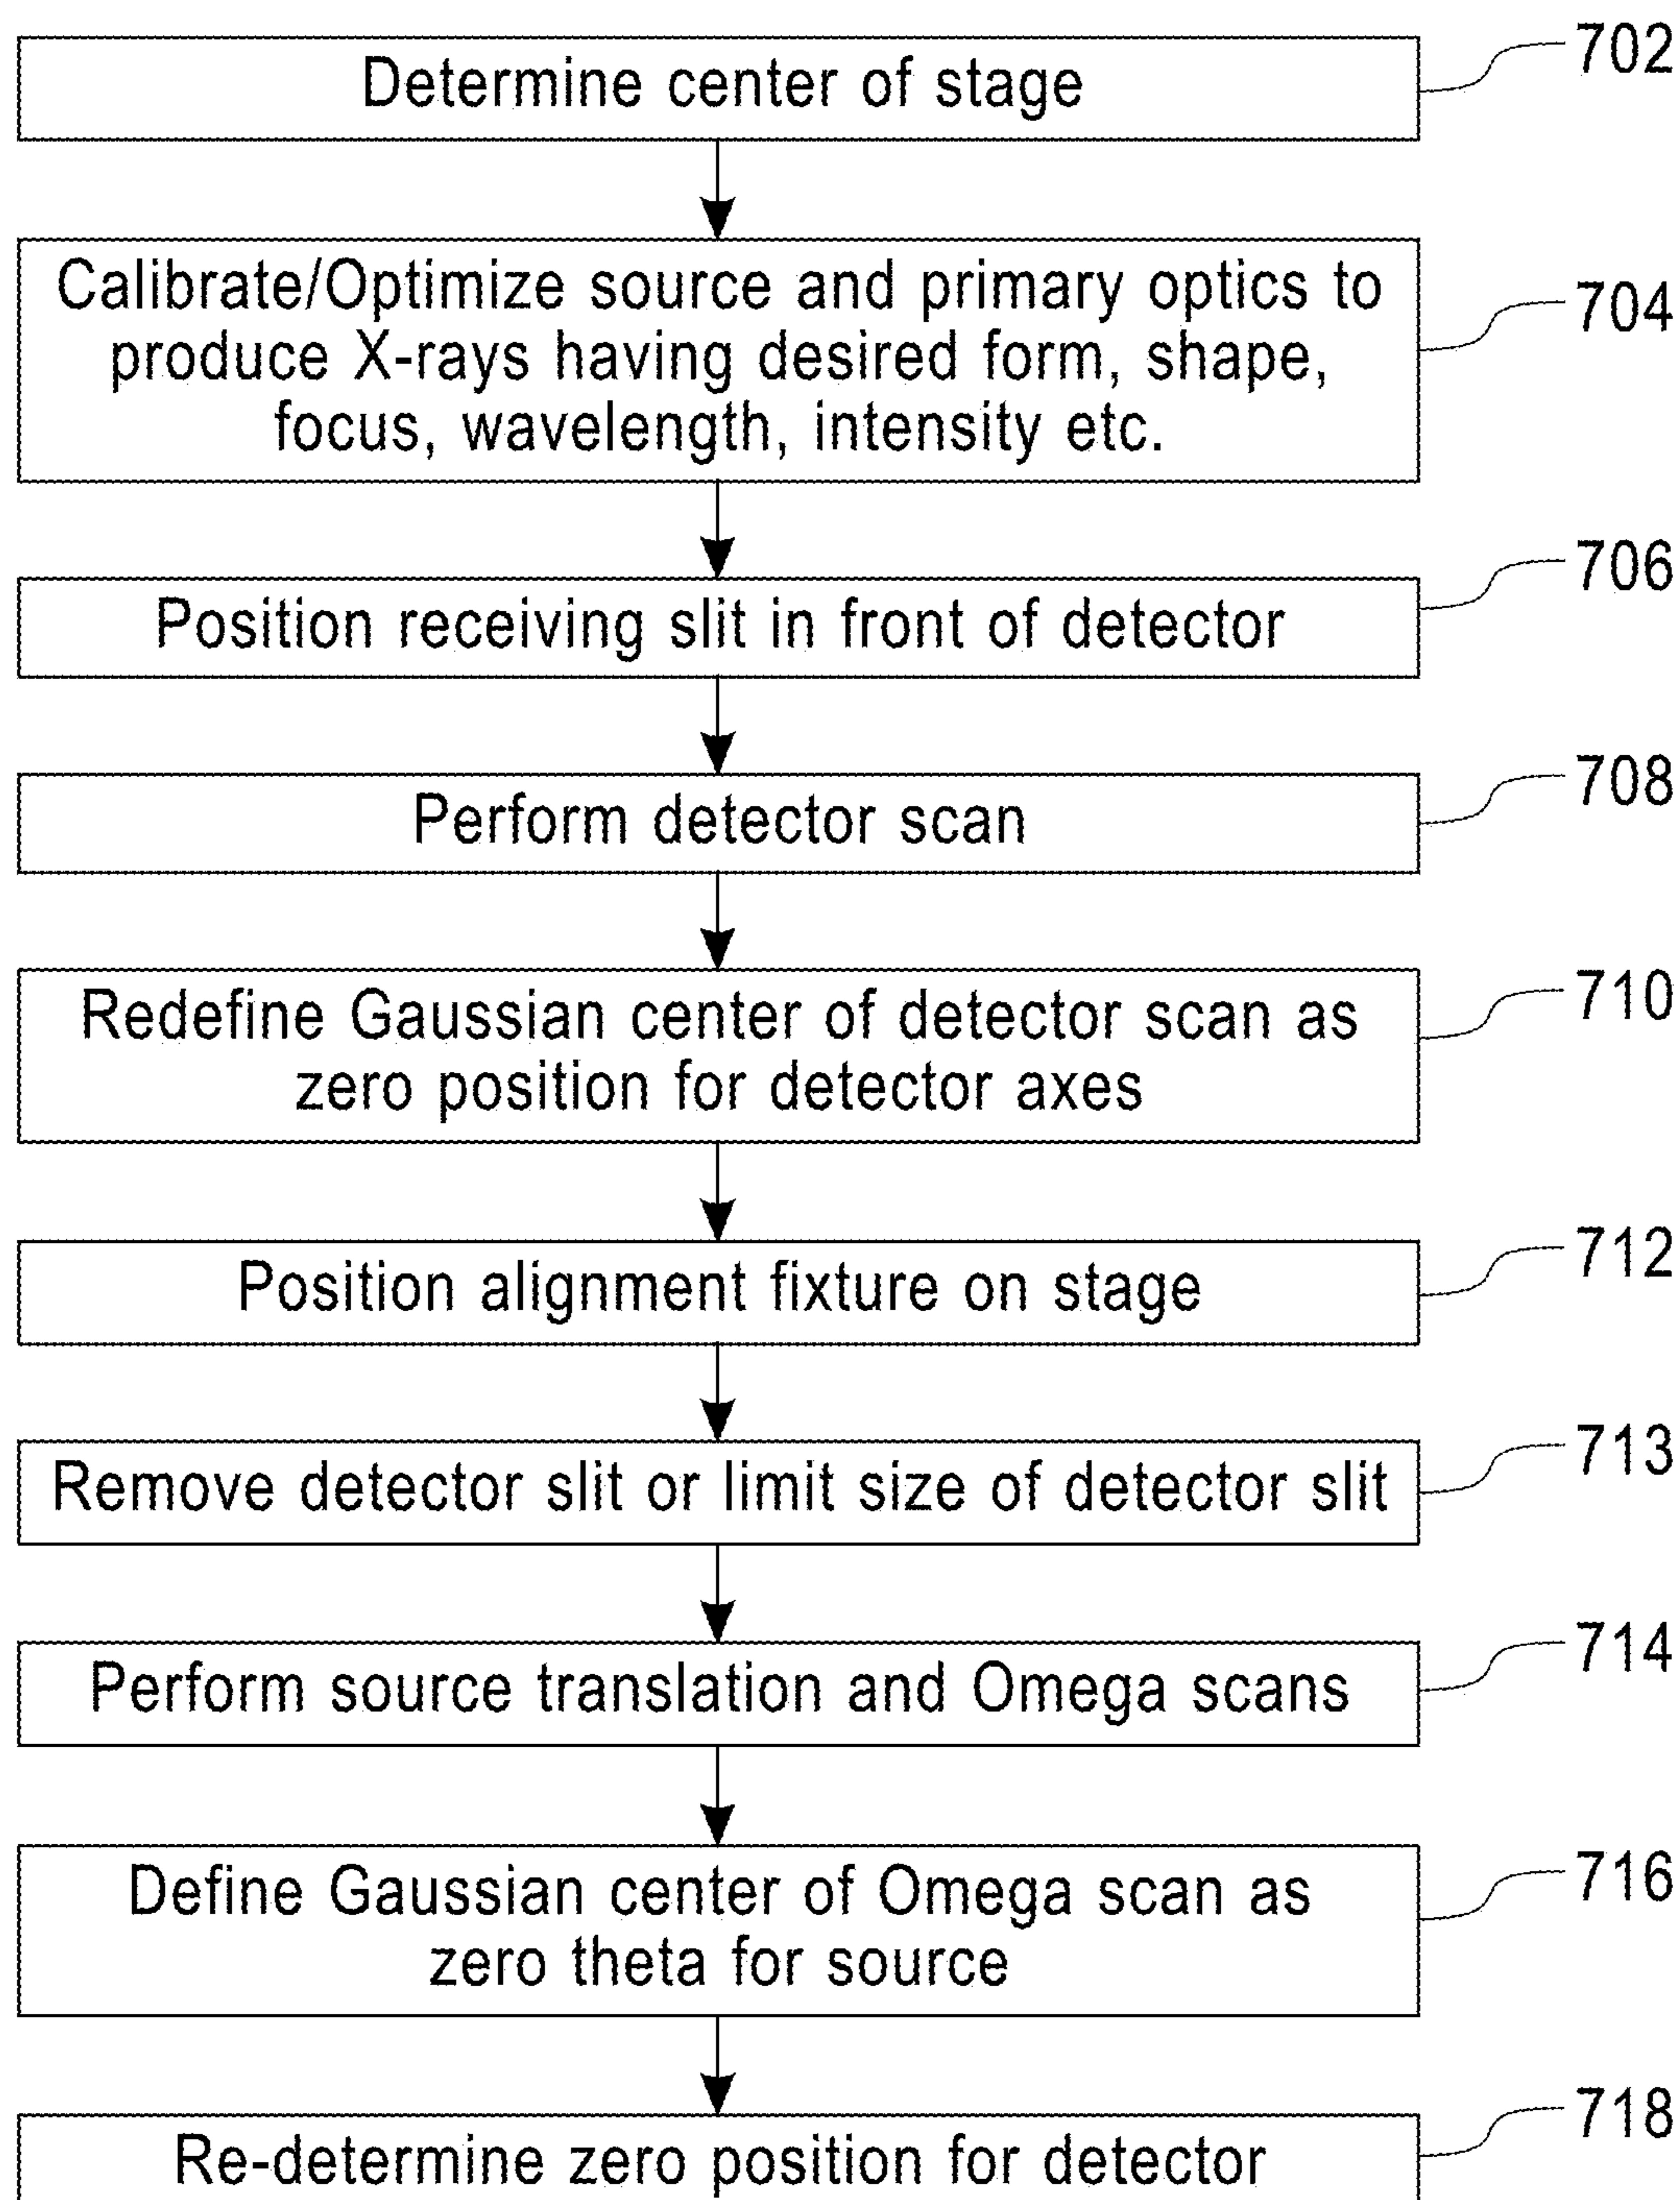 Determine center of stage
702
Calibrate/Optimize source and primary optics to
produce X-rays having desired form, shape,
focus, wavelength, intensity etc.
704
Position receiving slit in front of detector
706
Perform detector scan
708
Redefine Gaussian center of detector scan as
zero position for detector axes
710
Position alignment fixture on stage
712
Remove detector slit or limit size of detector slit
713
Perform source translation and Omega scans
714
Define Gaussian center of Omega scan as
zero theta for source
716
Re-determine zero position for detector
718